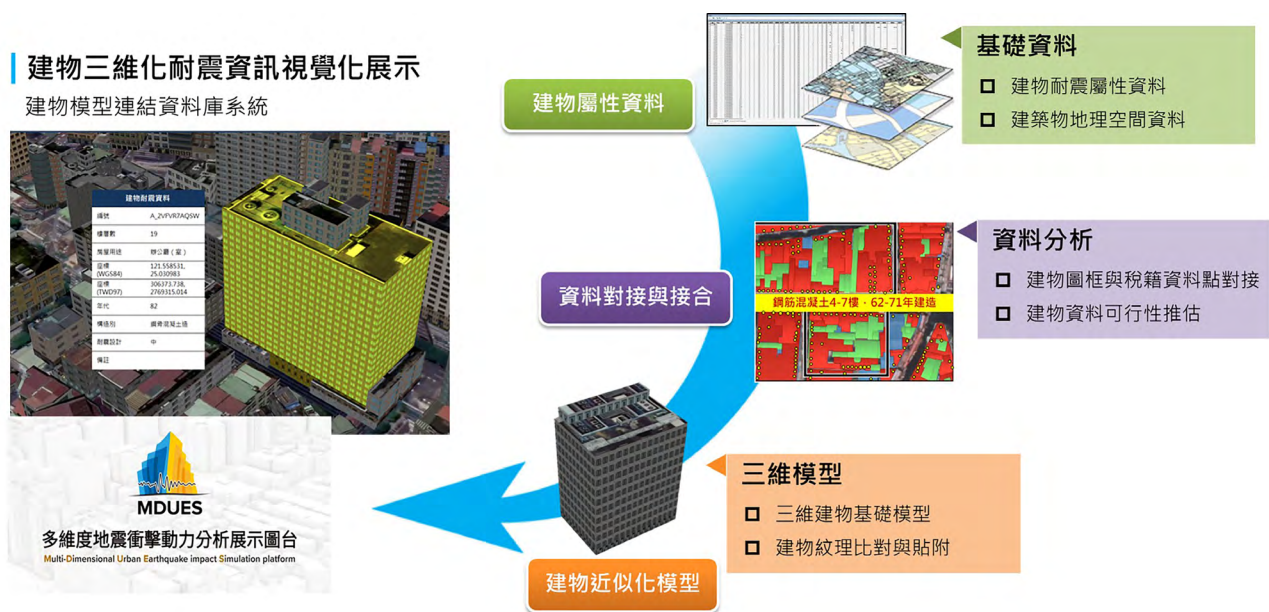 建物三維化耐震資訊視覺化展示
建物模型連結資料庫系統
建物耐震資料
編號 A_2VFVR7AQSW
樓層數 19
房屋用途 辦公廳(室)
座標(WGS84) 121.558531, 25.030983
座標(TWD97) 306373.738, 2769315.014
年代 82
構造別 鋼骨混凝土造
耐震設計 中
備註
MDUES
多維度地震衝擊動力分析展示圖台
Multi-Dimensional Urban Earthquake impact Simulation platform
建物屬性資料
基礎資料
建物耐震屬性資料
建築物地理空間資料
資料對接與接合
鋼筋混凝土4-7樓,62-71年建造
資料分析
建物圖框與稅籍資料點對接
建物資料可行性推估
三維模型
三維建物基礎模型
建物紋理比對與貼附
建物近似化模型